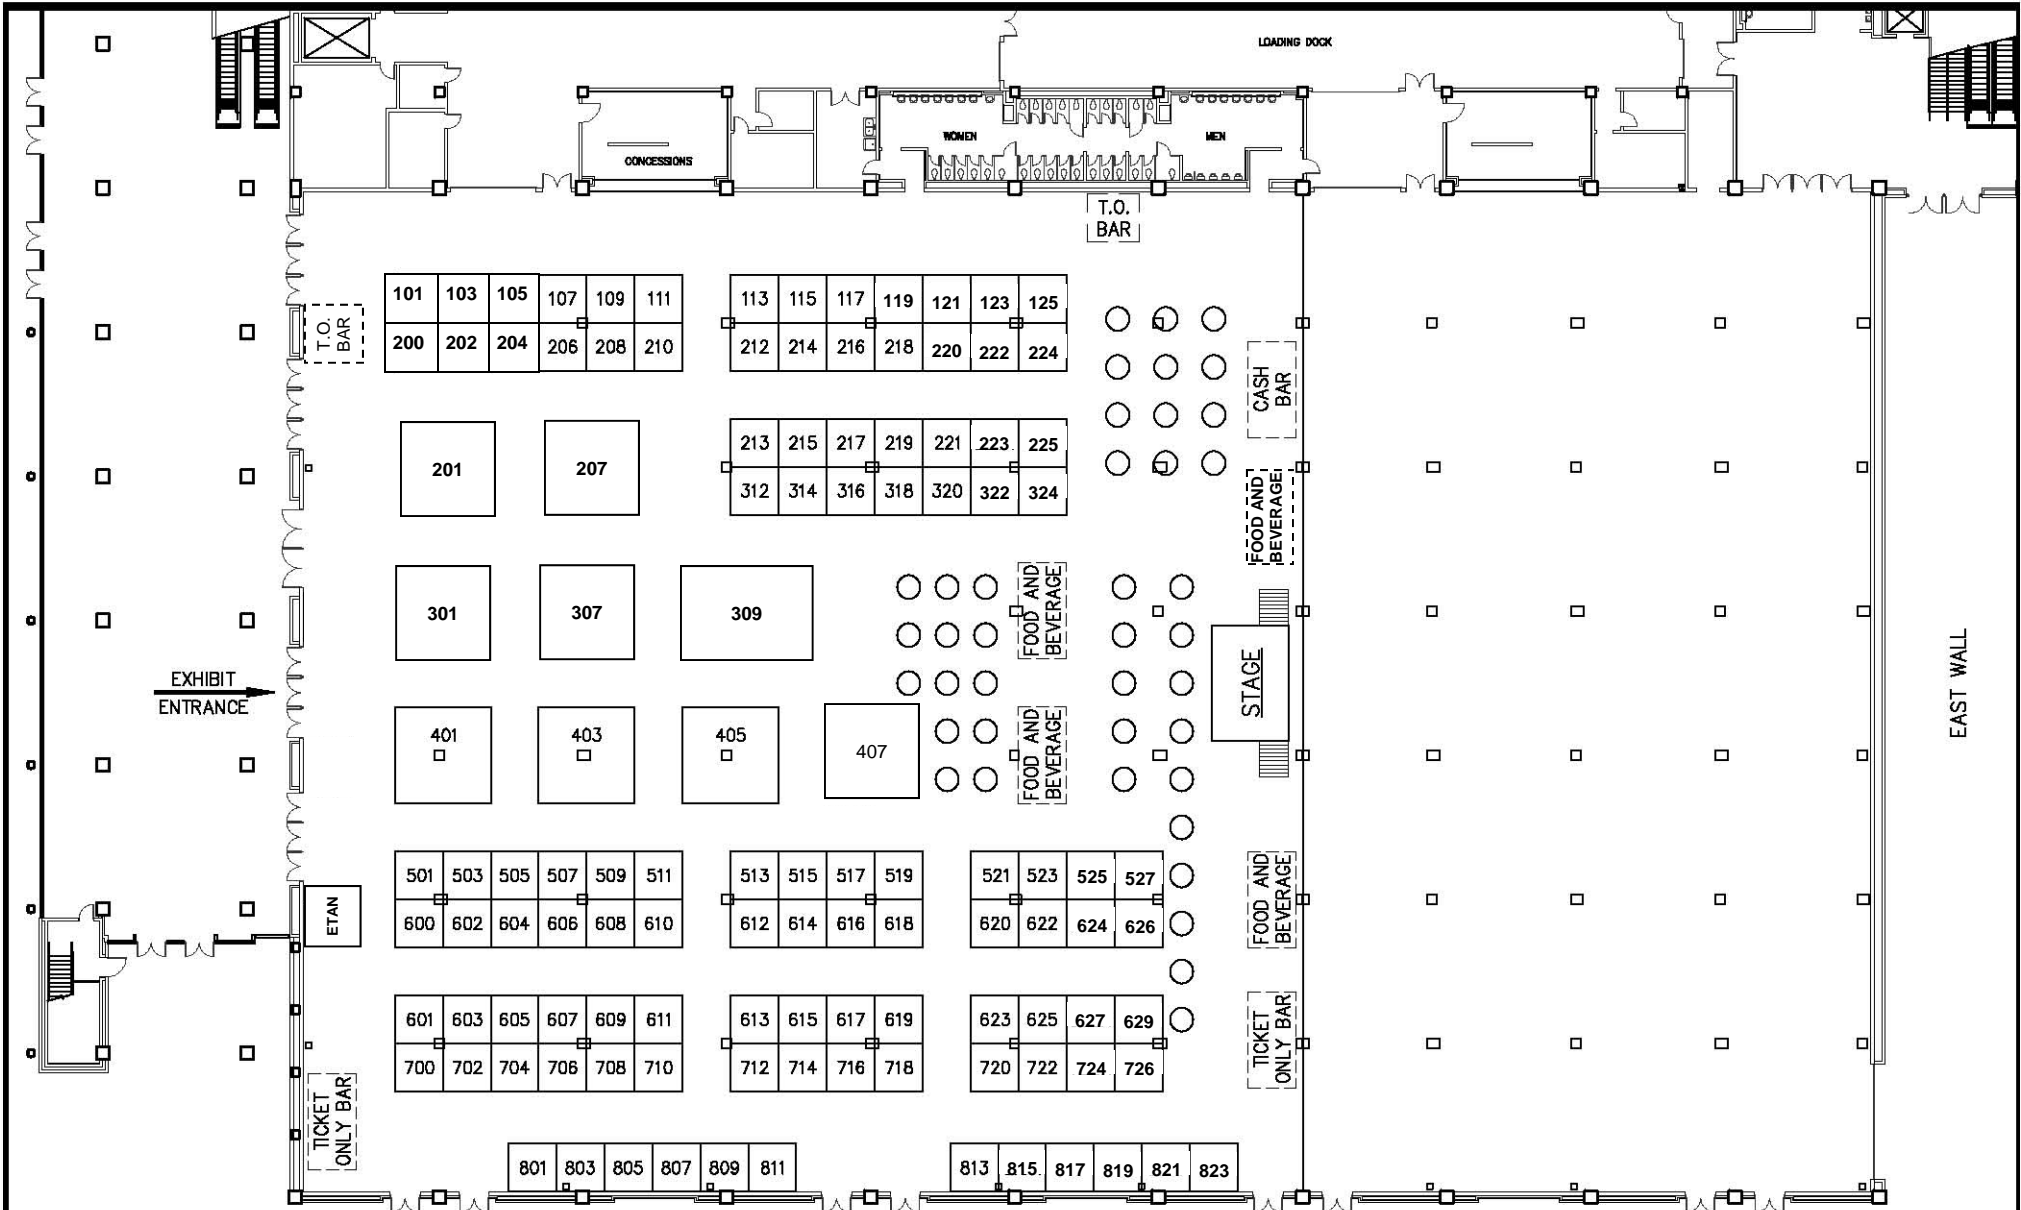 LOADING DOCK
WOMEN
MEN
CONCESSIONS
T.O.
BAR
101 103 105 107 109 111
200 202 204 206 208 210
113 115 117 119 121 123 125
212 214 216 218 220 222 224
T.O.
BAR
CASH
BAR
201
207
213 215 217 219 221 223 225
312 314 316 318 320 322 324
FOOD AND
BEVERAGE
301
307
309
FOOD AND
BEVERAGE
STAGE
EAST WALL
EXHIBIT
ENTRANCE
401
403
405
407
FOOD AND
BEVERAGE
501 503 505 507 509 511
600 602 604 606 608 610
513 515 517 519
612 614 616 618
521 523 525 527
620 622 624 626
FOOD AND
BEVERAGE
ETAN
601 603 605 607 609 611
700 702 704 706 708 710
613 615 617 619
712 714 716 718
623 625 627 629
720 722 724 726
TICKET
ONLY BAR
TICKET
ONLY BAR
801 803 805 807 809 811
813 815 817 819 821 823